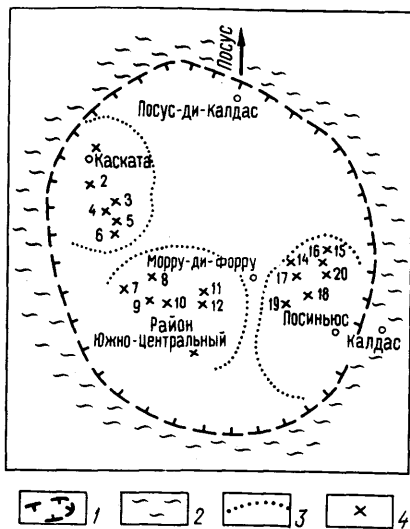 Посус
Посус-ди-Калдас
Каската
2
3
4
5
6
Морру-ди-Форру
16 15
14
8
17 20
7
11
18
9 10 12
19
Район
Южно-Центральный
Посиньюс
Калдас
1 2 3 4